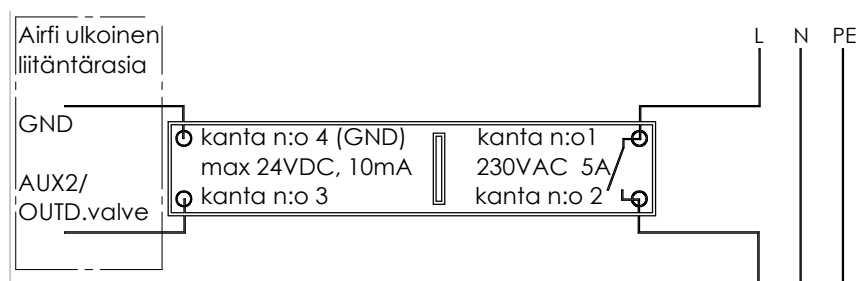 Airfi ulkoinen
liitäntärasia
L N PE
GND
kanta n:o 4 (GND)
kanta n:o1
max 24VDC, 10mA
230VAC 5A
AUX2/
OUTD.valve
kanta n:o 3
kanta n:o 2